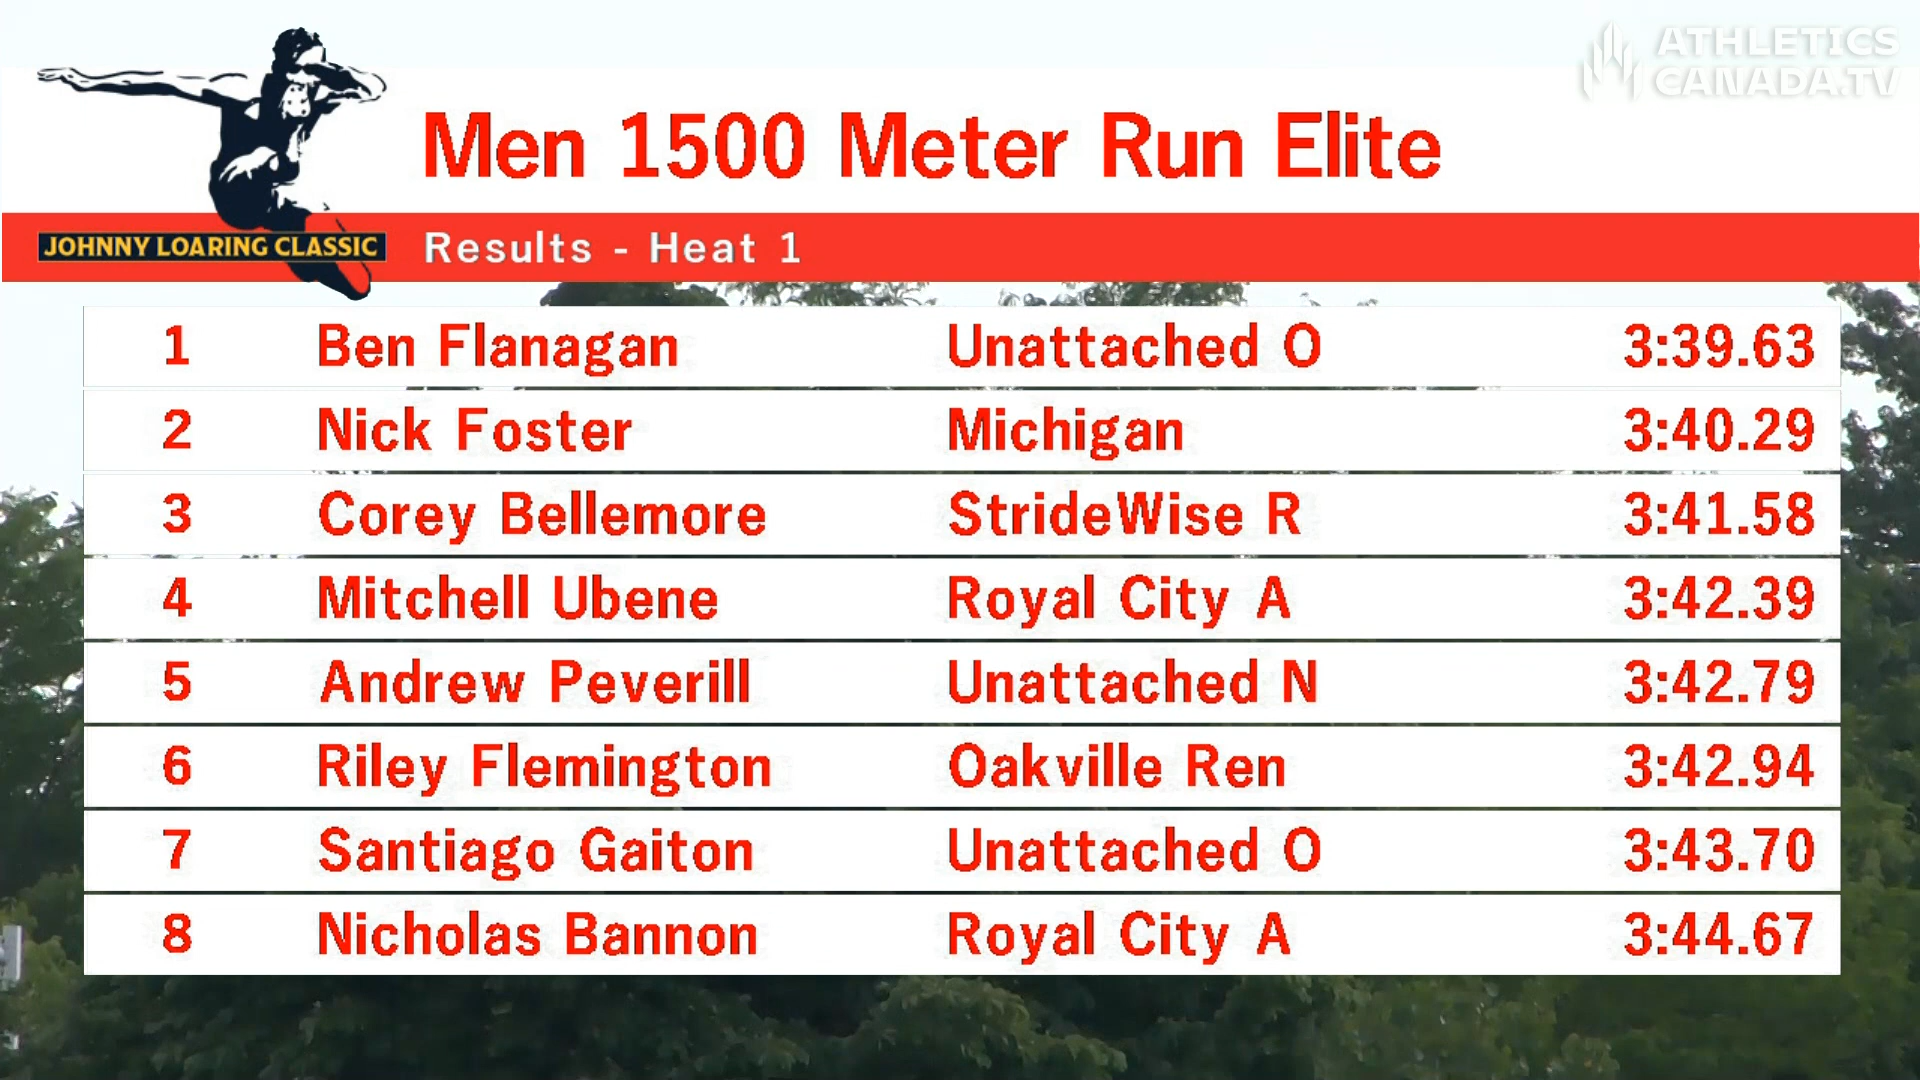 ATHLETICS
CANADA.TV
Men 1500 Meter Run Elite
JOHNNY LOARING CLASSIC
Results - Heat 1
1 Ben Flanagan Unattached O 3:39.63
2 Nick Foster Michigan 3:40.29
3 Corey Bellemore StrideWise R 3:41.58
4 Mitchell Ubene Royal City A 3:42.39
5 Andrew Peverill Unattached N 3:42.79
6 Riley Flemington Oakville Ren 3:42.94
7 Santiago Gaiton Unattached O 3:43.70
8 Nicholas Bannon Royal City A 3:44.67